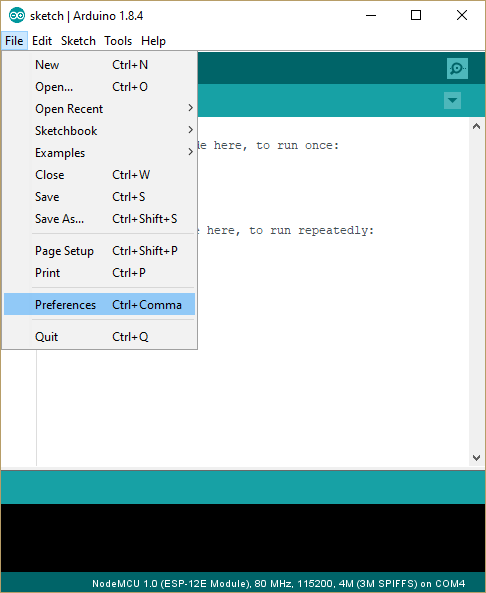 sketch | Arduino 1.8.4
File Edit Sketch Tools Help
New Ctrl+N
Open... Ctrl+O
Open Recent
Sketchbook
Examples
Close Ctrl+W
Save Ctrl+S
Save As... Ctrl+Shift+S
Page Setup Ctrl+Shift+P
Print Ctrl+P
Preferences Ctrl+Comma
Quit Ctrl+Q
here, to run once:
here, to run repeatedly:
NodeMCU 1.0 (ESP-12E Module), 80 MHz, 115200, 4M (3M SPIFFS) on COM4